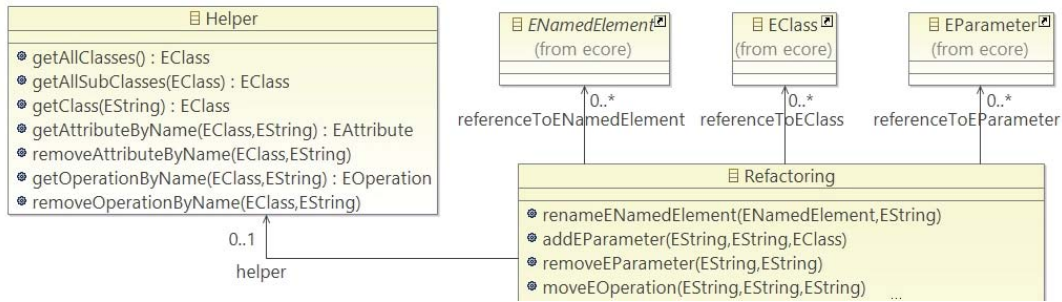 Helper
getAllClasses() : EClass
getAllSubClasses(EClass) : EClass
getClass(EString) : EClass
getAttributeByName(EClass,EString) : EAttribute
removeAttributeByName(EClass,EString)
getOperationByName(EClass,EString) : EOperation
removeOperationByName(EClass,EString)
ENamedElement
(from ecore)
EClass
(from ecore)
EParameter
(from ecore)
0..*
referenceToENamedElement
0..*
referenceToEClass
0..*
referenceToEParameter
Refactoring
renameENamedElement(ENamedElement,EString)
addEParameter(EString,EString,EClass)
removeEParameter(EString,EString)
moveEOperation(EString,EString,EString)
...
0..1
helper